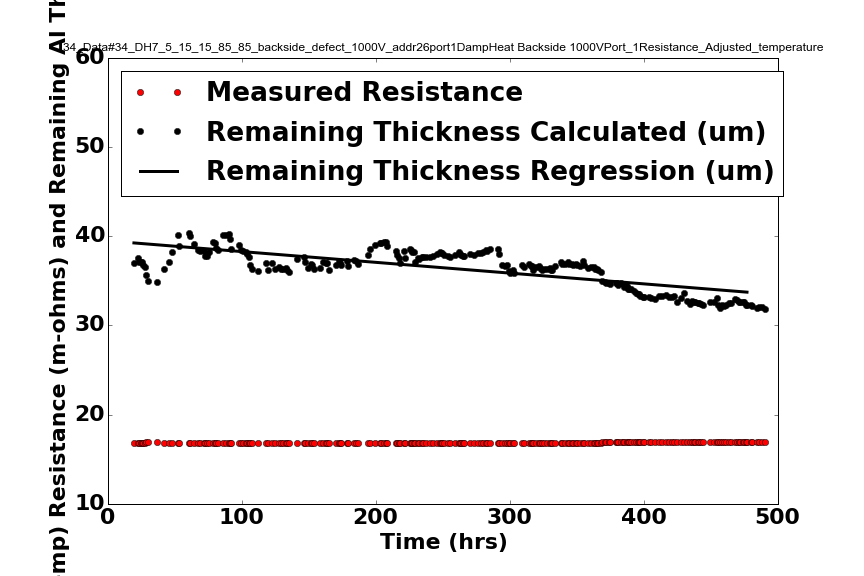 34_Data#34_DH7_5_15_15_85_85_backside_defect_1000V_addr26port1DampHeat Backside 1000VPort_1Resistance_Adjusted_temperature
Measured Resistance
Remaining Thickness Calculated (um)
Remaining Thickness Regression (um)
60
50
40
30
20
10
0
100
200
300
400
500
Time (hrs)
mp) Resistance (m-ohms) and Remaining Al Th